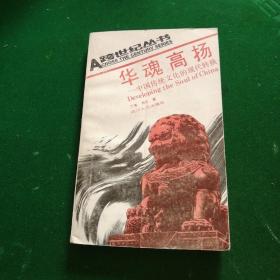 跨世纪丛书
ACROSS THE CENTURY SERIES
华魂高扬
——中国传统文化的现代转换
Developing the Soul of China